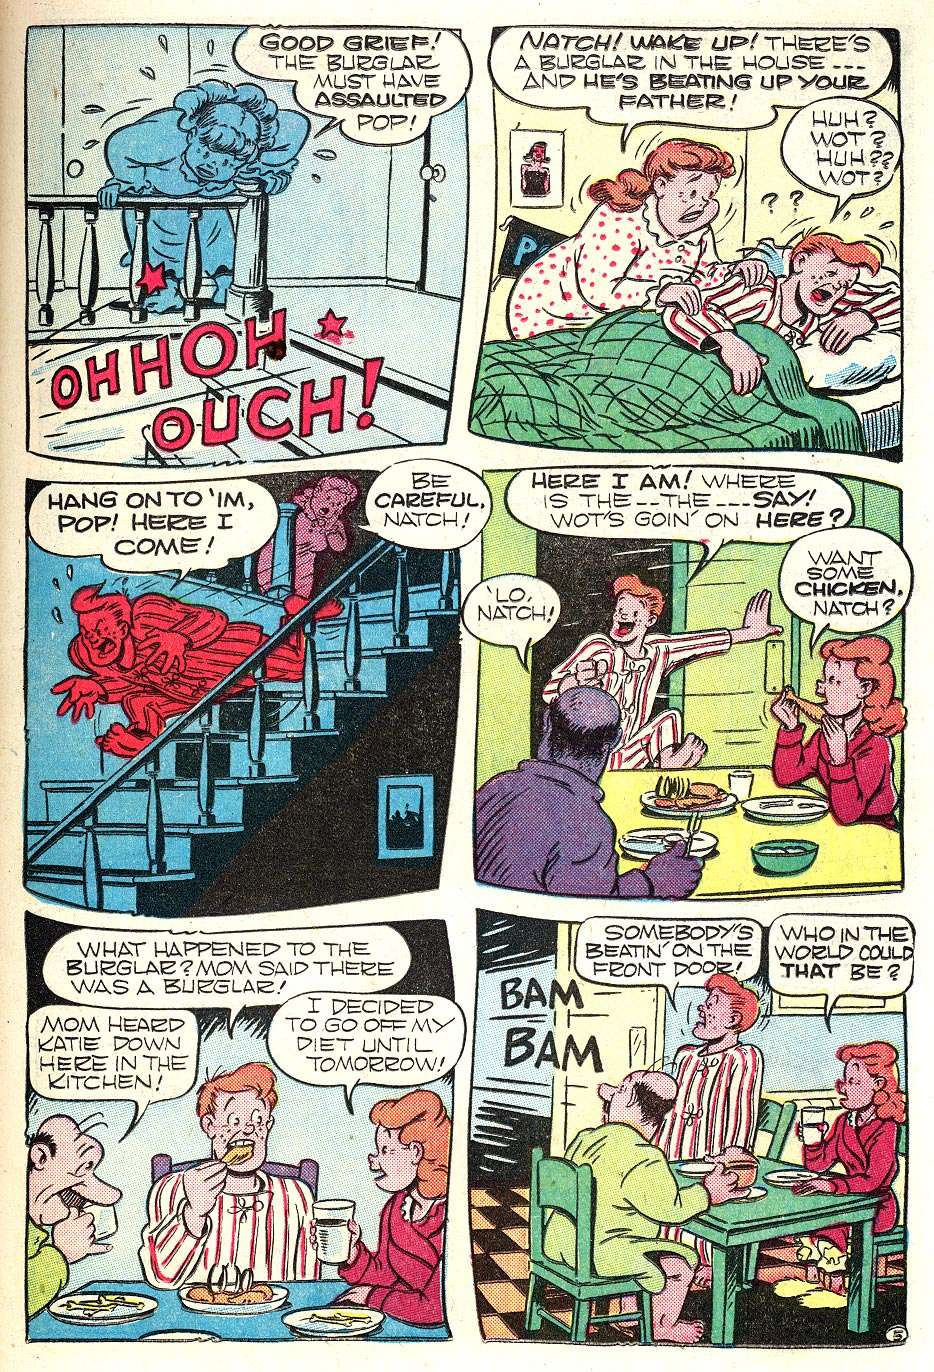 GOOD GRIEF!
THE BURGLAR
MUST HAVE
ASSAULTED
POP!
OHHOH
OUCH!
NATCH! WAKE UP! THERE'S
A BURGLAR IN THE HOUSE ---
AND HE'S BEATING UP YOUR
FATHER!
HUH?
WOT?
HUH??
WOT?
? ?
P
HANG ON TO 'IM,
POP! HERE I
COME!
BE
CAREFUL,
NATCH!
HERE I AM! WHERE
IS THE --THE --- SAY!
WOT'S GOIN' ON HERE?
'LO,
NATCH!
WANT
SOME
CHICKEN,
NATCH?
WHAT HAPPENED TO THE
BURGLAR? MOM SAID THERE
WAS A BURGLAR!
MOM HEARD
KATIE DOWN
HERE IN THE
KITCHEN!
I DECIDED
TO GO OFF MY
DIET UNTIL
TOMORROW!
BAM
BAM
SOMEBODY'S
BEATIN' ON THE
FRONT DOOR!
WHO IN THE
WORLD COULD
THAT BE?
5